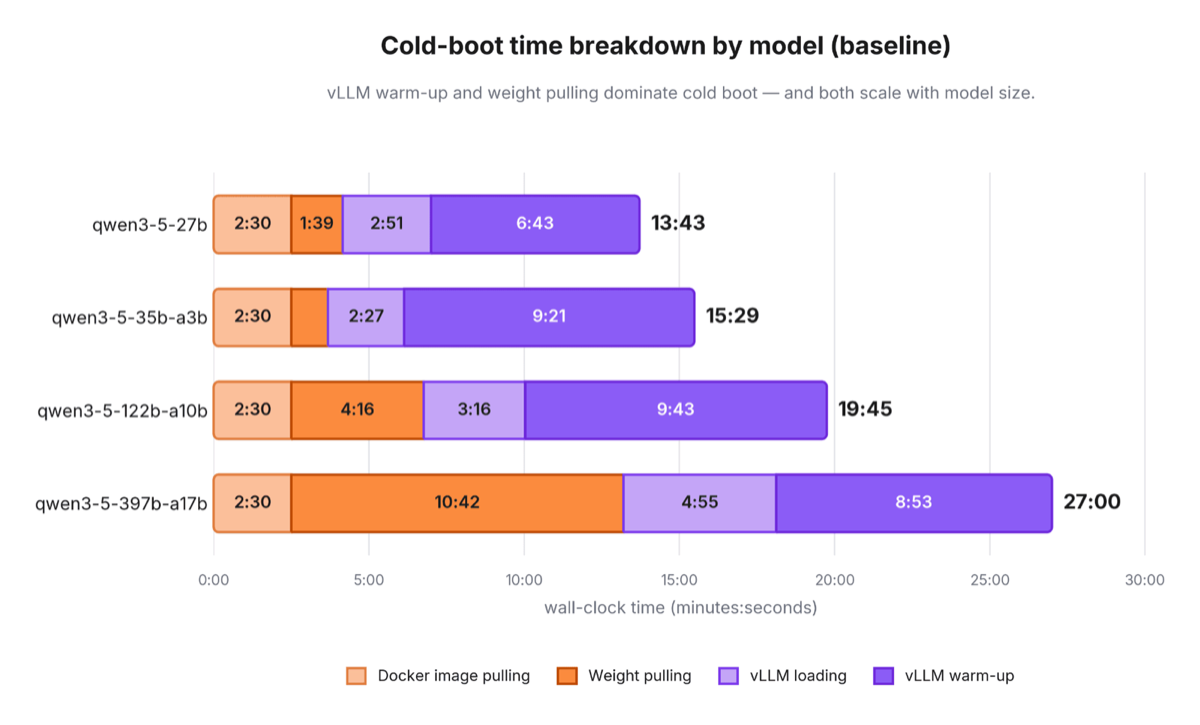 Cold-boot time breakdown by model (baseline)
vLLM warm-up and weight pulling dominate cold boot — and both scale with model size.
qwen3-5-27b 2:30 1:39 2:51 6:43 13:43
qwen3-5-35b-a3b 2:30 2:27 9:21 15:29
qwen3-5-122b-a10b 2:30 4:16 3:16 9:43 19:45
qwen3-5-397b-a17b 2:30 10:42 4:55 8:53 27:00
0:00 5:00 10:00 15:00 20:00 25:00 30:00
wall-clock time (minutes:seconds)
Docker image pulling Weight pulling vLLM loading vLLM warm-up